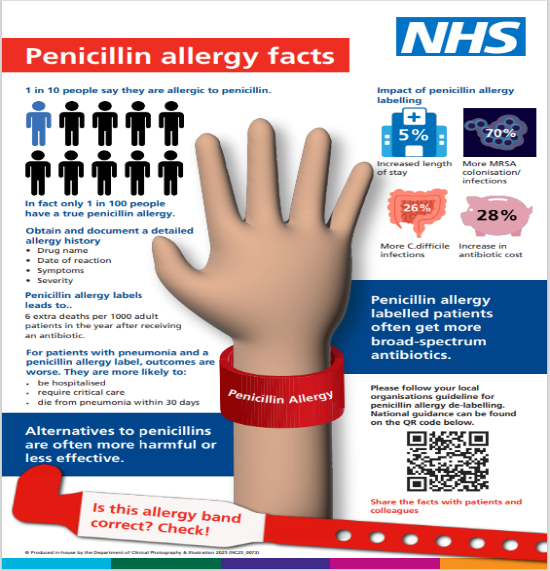 NHS
Penicillin allergy facts
1 in 10 people say they are allergic to penicillin.
In fact only 1 in 100 people
have a true penicillin allergy.
Obtain and document a detailed
allergy history
• Drug name
• Date of reaction
• Symptoms
• Severity
Penicillin allergy labels
leads to..
6 extra deaths per 1000 adult
patients in the year after receiving
an antibiotic.
For patients with pneumonia and a
penicillin allergy label, outcomes are
worse. They are more likely to:
• be hospitalised
• require critical care
• die from pneumonia within 30 days
Alternatives to penicillins
are often more harmful or
less effective.
Impact of penicillin allergy
labelling
5%
Increased length
of stay
70%
More MRSA
colonisation/
infections
26%
More C.difficile
infections
28%
Increase in
antibiotic cost
Penicillin allergy
labelled patients
often get more
broad-spectrum
antibiotics.
Penicillin Allergy
Please follow your local
organisations guideline for
penicillin allergy de-labelling.
National guidance can be found
on the QR code below.
Share the facts with patients and
colleagues
Is this allergy band
correct? Check!
© Produced in-house by the Department of Clinical Photography & Illustration 2025 (NC25_0073)